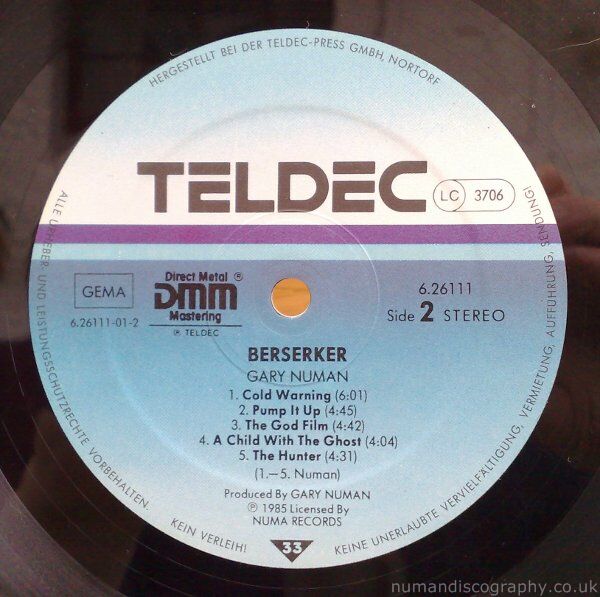 HERGESTELLT BEI DER TELDEC-PRESS GMBH, NORTORF
TELDEC
LC 3706
GEMA
6.26111-01-2
Direct Metal ®
DMM
Mastering
℗ TELDEC
6.26111
Side 2 STEREO
BERSERKER
GARY NUMAN
1. Cold Warning (6:01)
2. Pump It Up (4:45)
3. The God Film (4:42)
4. A Child With The Ghost (4:04)
5. The Hunter (4:31)
(1.–5. Numan)
Produced By GARY NUMAN
℗ 1985 Licensed By
NUMA RECORDS
33
ALLE URHEBER- UND LEISTUNGSSCHUTZRECHTE VORBEHALTEN.
KEIN VERLEIH!
KEINE UNERLAUBTE VERVIELFÄLTIGUNG, VERMIETUNG, AUFFÜHRUNG, SENDUNG!
numandiscography.co.uk